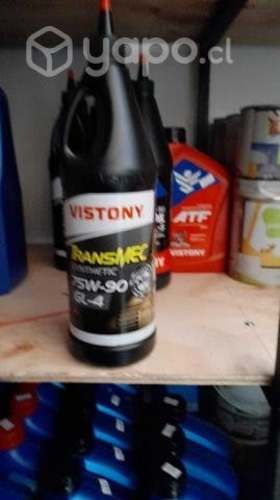 yapo.cl
VISTONY
TRANSMEC
SYNTHETIC
75W-90
GL-4
ATF
VISTONY